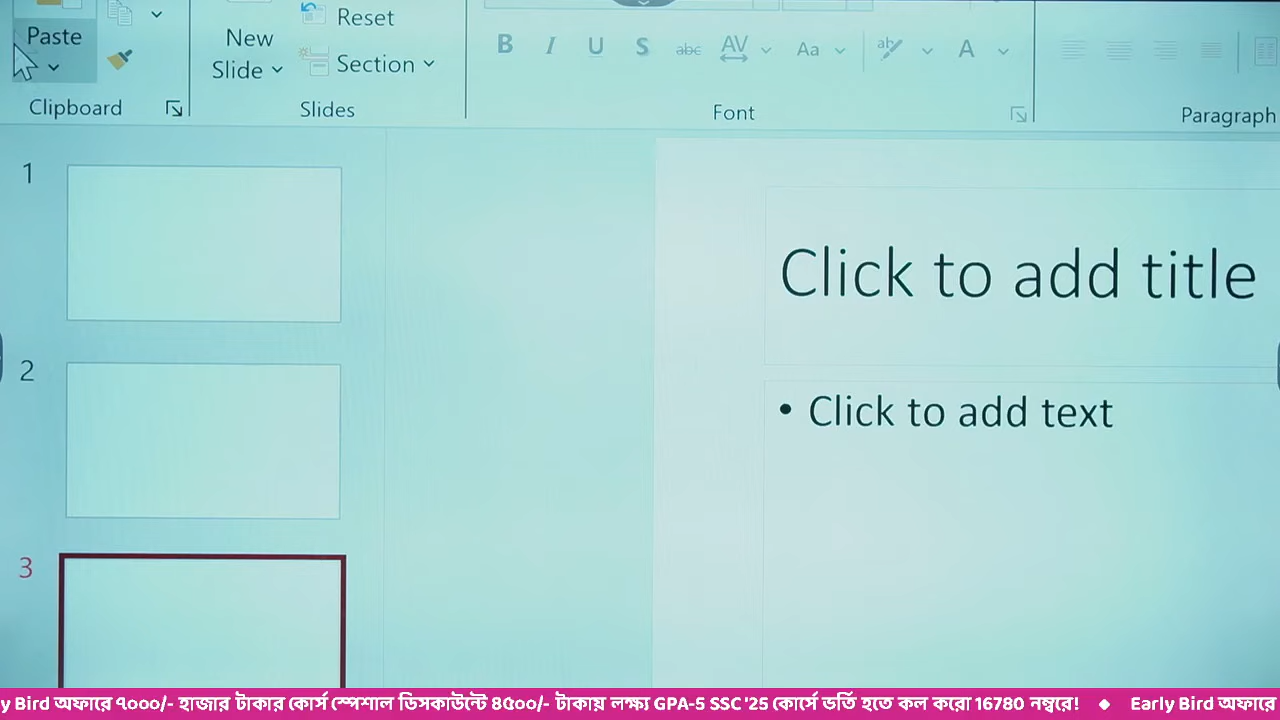 Paste
New
Slide
Reset
Section
Clipboard
Slides
B I U S abc AV Aa ab A
Font
Paragraph
1
2
3
Click to add title
• Click to add text
y Bird অফারে ৭০০০/- হাজার টাকার কোর্স স্পেশাল ডিসকাউন্টে ৪৫০০/- টাকায় লক্ষ্য GPA-5 SSC '25 কোর্সে ভর্তি হতে কল করো 16780 নম্বরে! ◆ Early Bird অফারে